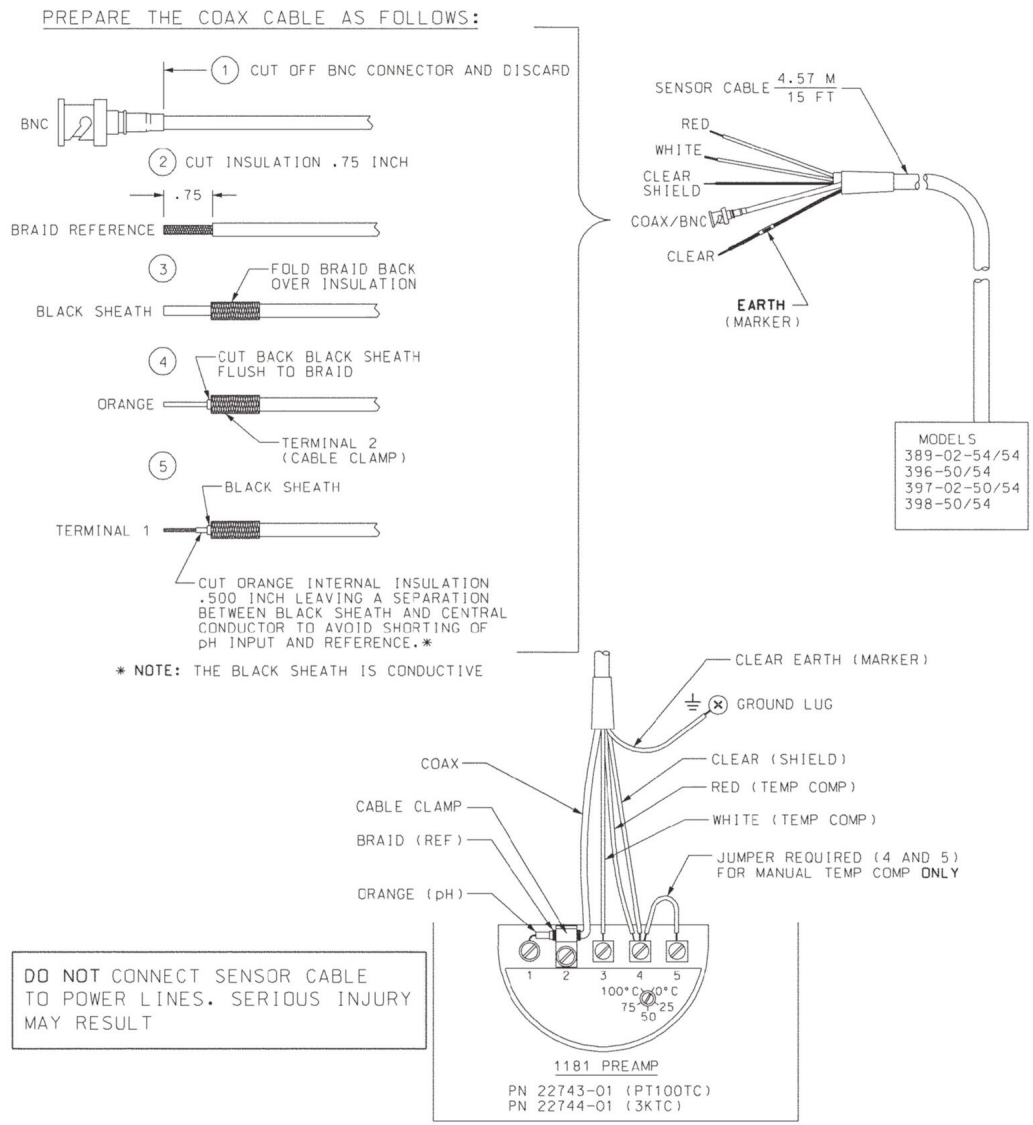 PREPARE THE COAX CABLE AS FOLLOWS:
1 CUT OFF BNC CONNECTOR AND DISCARD
BNC
2 CUT INSULATION .75 INCH
.75
BRAID REFERENCE
3
FOLD BRAID BACK
OVER INSULATION
BLACK SHEATH
4
CUT BACK BLACK SHEATH
FLUSH TO BRAID
ORANGE
TERMINAL 2
(CABLE CLAMP)
5
BLACK SHEATH
TERMINAL 1
CUT ORANGE INTERNAL INSULATION
.500 INCH LEAVING A SEPARATION
BETWEEN BLACK SHEATH AND CENTRAL
CONDUCTOR TO AVOID SHORTING OF
pH INPUT AND REFERENCE.*
* NOTE: THE BLACK SHEATH IS CONDUCTIVE
SENSOR CABLE 4.57 M
15 FT
RED
WHITE
CLEAR
SHIELD
COAX/BNC
CLEAR
EARTH
(MARKER)
MODELS
389-02-54/54
396-50/54
397-02-50/54
398-50/54
CLEAR EARTH (MARKER)
GROUND LUG
COAX
CLEAR (SHIELD)
CABLE CLAMP
RED (TEMP COMP)
BRAID (REF)
WHITE (TEMP COMP)
JUMPER REQUIRED (4 AND 5)
FOR MANUAL TEMP COMP ONLY
ORANGE (pH)
1 2 3 4 5
100°C 0°C
75 25
50
1181 PREAMP
PN 22743-01 (PT100TC)
PN 22744-01 (3KTC)
DO NOT CONNECT SENSOR CABLE
TO POWER LINES. SERIOUS INJURY
MAY RESULT